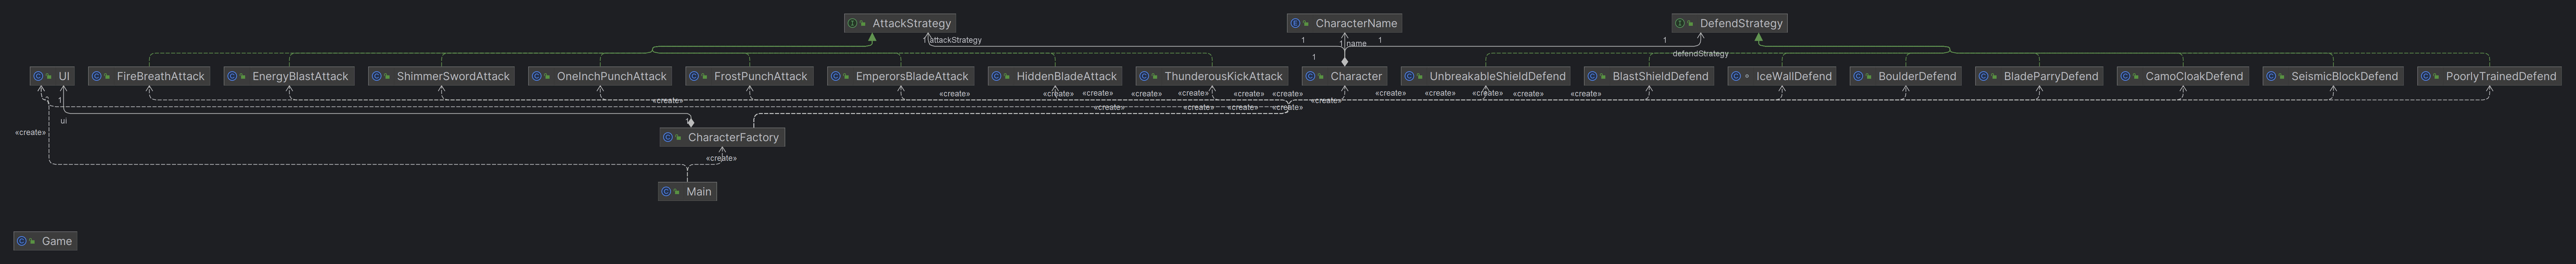 AttackStrategy
CharacterName
DefendStrategy
1
attackStrategy
1
1
name
1
1
defendStrategy
1
UI
FireBreathAttack
EnergyBlastAttack
ShimmerSwordAttack
OneInchPunchAttack
FrostPunchAttack
EmperorsBladeAttack
HiddenBladeAttack
ThunderousKickAttack
Character
UnbreakableShieldDefend
BlastShieldDefend
IceWallDefend
BoulderDefend
BladeParryDefend
CamoCloakDefend
SeismicBlockDefend
PoorlyTrainedDefend
«create»
«create»
«create»
«create»
«create»
«create»
«create»
«create»
«create»
«create»
«create»
«create»
1
«create»
«create»
«create»
«create»
«create»
«create»
ui
1
«create»
CharacterFactory
«create»
Main
Game